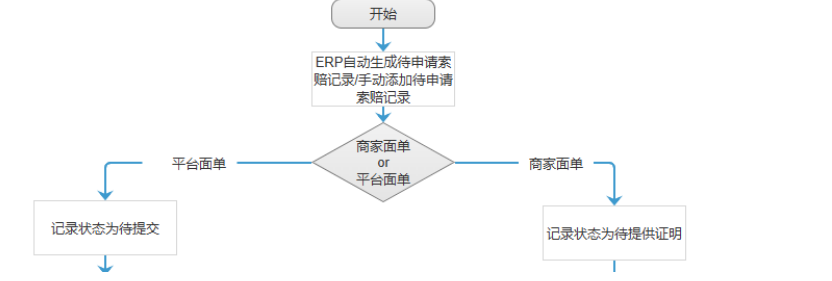 开始
ERP自动生成待申请索
赔记录/手动添加待申请
索赔记录
商家面单
or
平台面单
平台面单
商家面单
记录状态为待提交
记录状态为待提供证明